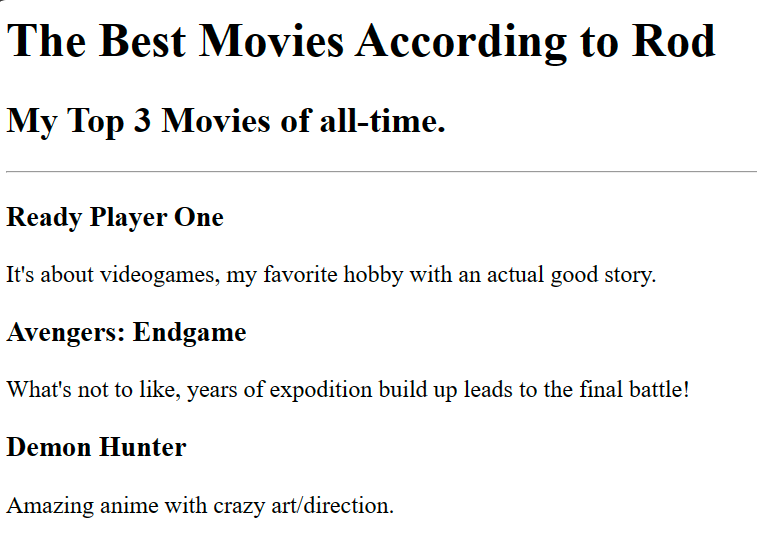 The Best Movies According to Rod
My Top 3 Movies of all-time.
Ready Player One
It's about videogames, my favorite hobby with an actual good story.
Avengers: Endgame
What's not to like, years of expodition build up leads to the final battle!
Demon Hunter
Amazing anime with crazy art/direction.